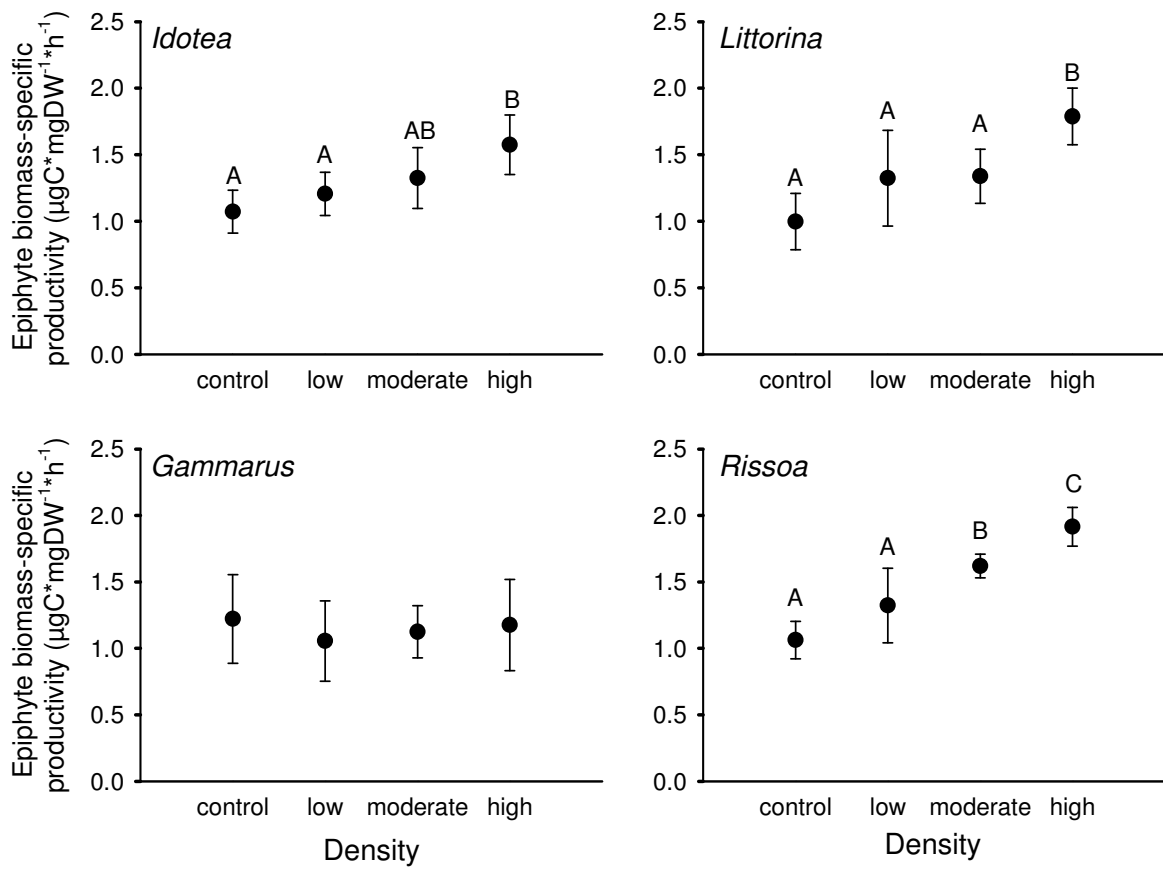 Epiphyte biomass-specific
productivity (µgC*mgDW⁻¹*h⁻¹)
2.5
2.0
1.5
1.0
0.5
0.0
Idotea
A
A
AB
B
control low moderate high
2.5
2.0
1.5
1.0
0.5
0.0
Littorina
A
A
A
B
control low moderate high
Epiphyte biomass-specific
productivity (µgC*mgDW⁻¹*h⁻¹)
2.5
2.0
1.5
1.0
0.5
0.0
Gammarus
control low moderate high
Density
2.5
2.0
1.5
1.0
0.5
0.0
Rissoa
A
A
B
C
control low moderate high
Density